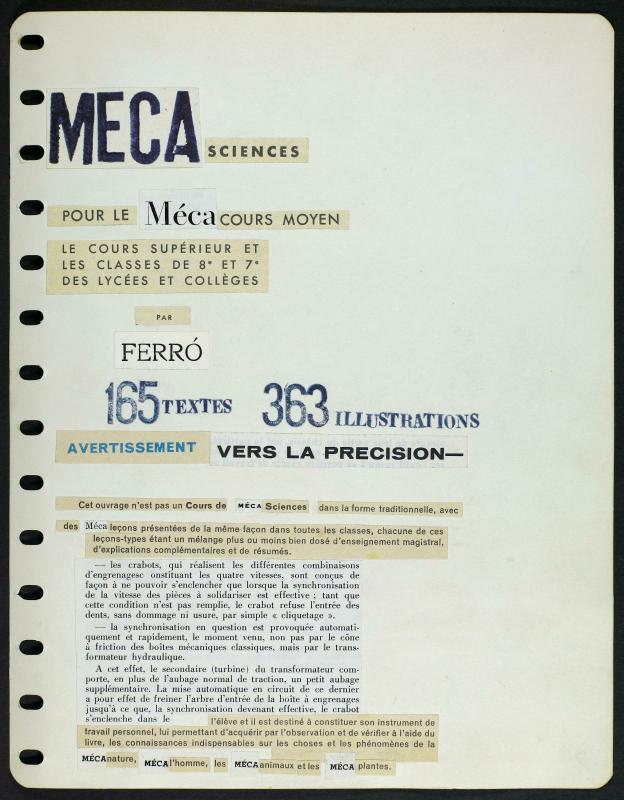 MECA SCIENCES
POUR LE Méca COURS MOYEN
LE COURS SUPÉRIEUR ET
LES CLASSES DE 8e ET 7e
DES LYCÉES ET COLLÈGES
PAR
FERRÓ
165 TEXTES 363 ILLUSTRATIONS
AVERTISSEMENT VERS LA PRECISION—
Cet ouvrage n'est pas un Cours de MÉCA Sciences dans la forme traditionnelle, avec
des Méca leçons présentées de la même façon dans toutes les classes, chacune de ces
leçons-types étant un mélange plus ou moins bien dosé d'enseignement magistral,
d'explications complémentaires et de résumés.
— les crabots, qui réalisent les différentes combinaisons
d'engrenagesc onstituant les quatre vitesses, sont conçus de
façon à ne pouvoir s'enclencher que lorsque la synchronisation
de la vitesse des pièces à solidariser est effective ; tant que
cette condition n'est pas remplie, le crabot refuse l'entrée des
dents, sans dommage ni usure, par simple « cliquetage ».
— la synchronisation en question est provoquée automati-
quement et rapidement, le moment venu, non pas par le cône
à friction des boîtes mécaniques classiques, mais par le trans-
formateur hydraulique.
A cet effet, le secondaire (turbine) du transformateur com-
porte, en plus de l'aubage normal de traction, un petit aubage
supplémentaire. La mise automatique en circuit de ce dernier
a pour effet de freiner l'arbre d'entrée de la boîte à engrenages
jusqu'à ce que, la synchronisation devenant effective, le crabot
s'enclenche dans le l'élève et il est destiné à constituer son instrument de
travail personnel, lui permettant d'acquérir par l'observation et de vérifier à l'aide du
livre, les connaissances indispensables sur les choses et les phénomènes de la
MÉCAnature, MÉCA l'homme, les MÉCA animaux et les MÉCA plantes.